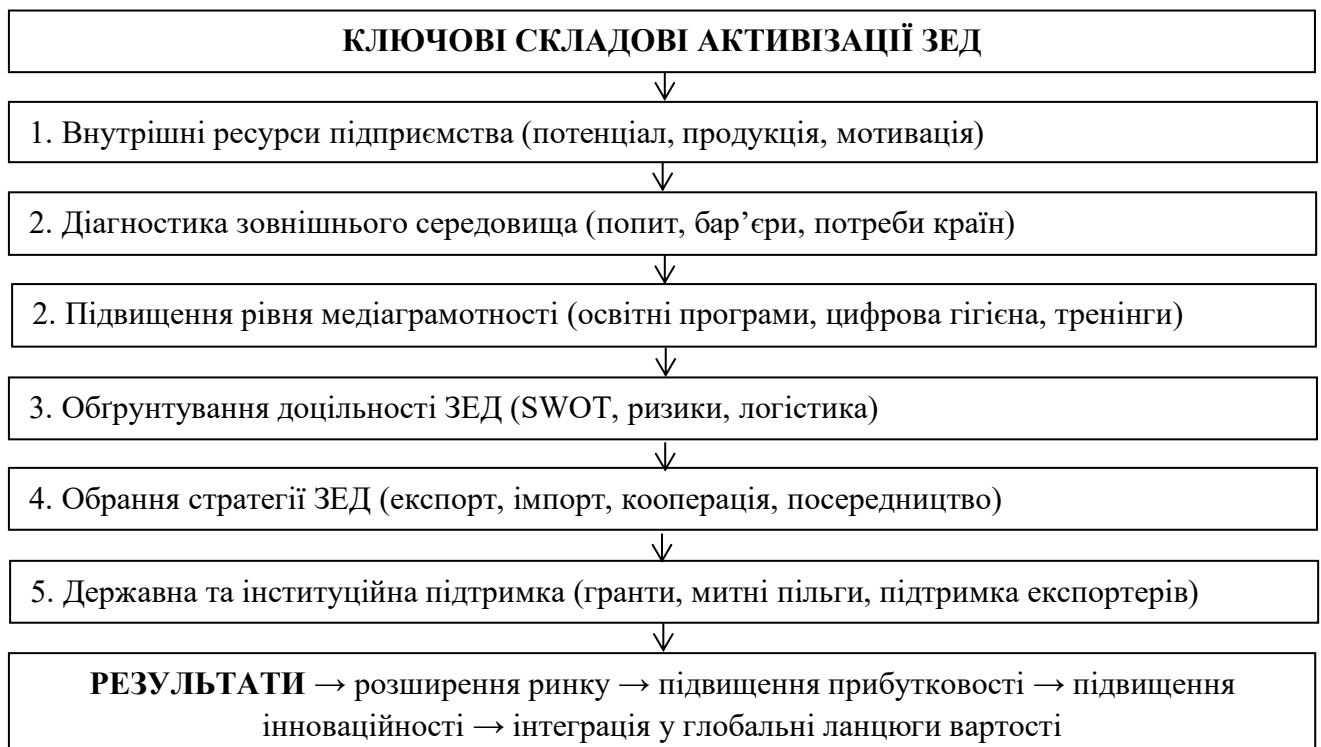 КЛЮЧОВІ СКЛАДОВІ АКТИВІЗАЦІЇ ЗЕД
1. Внутрішні ресурси підприємства (потенціал, продукція, мотивація)
2. Діагностика зовнішнього середовища (попит, бар’єри, потреби країн)
2. Підвищення рівня медіаграмотності (освітні програми, цифрова гігієна, тренінги)
3. Обґрунтування доцільності ЗЕД (SWOT, ризики, логістика)
4. Обрання стратегії ЗЕД (експорт, імпорт, кооперація, посередництво)
5. Державна та інституційна підтримка (гранти, митні пільги, підтримка експортерів)
РЕЗУЛЬТАТИ → розширення ринку → підвищення прибутковості → підвищення
інноваційності → інтеграція у глобальні ланцюги вартості